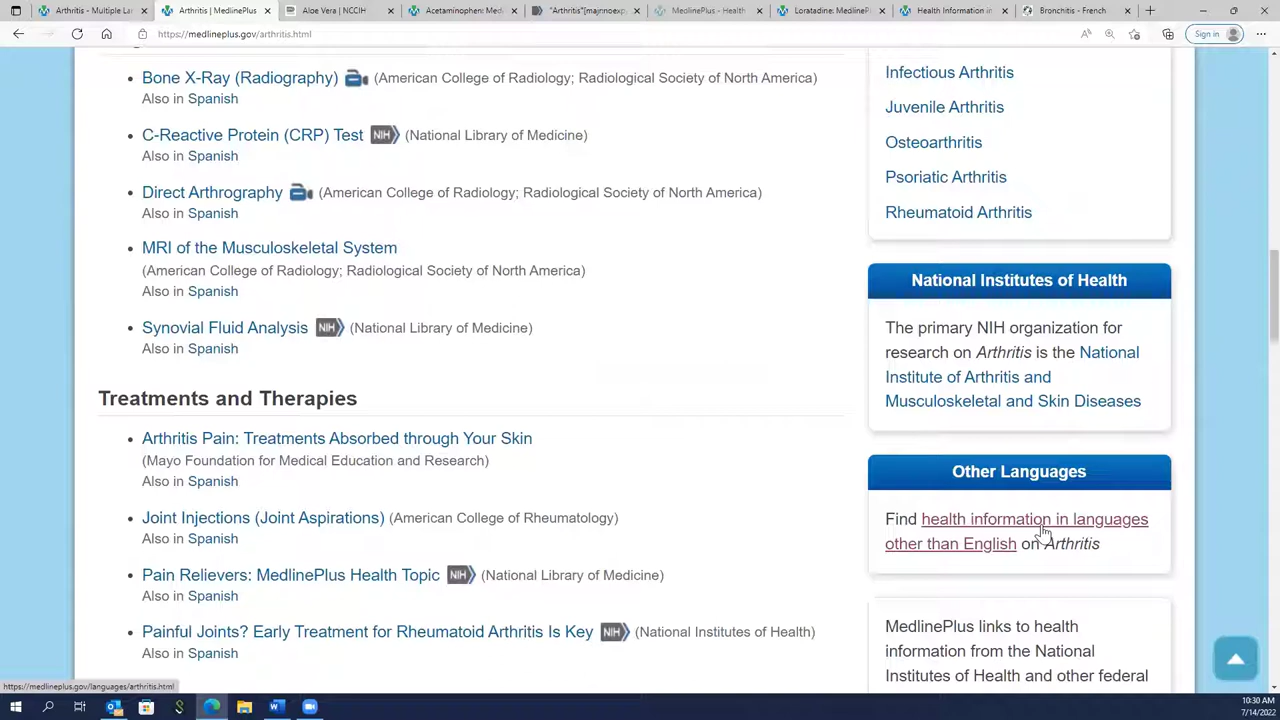 Arthritis - Multiple Lan
Arthritis | MedlinePlus
Aloe Vera | NCCIH
Acetaminophen: Med
"Arthritis"[majr:noexp
MedlinePlus - Health
Loratadine: MedlinePl
Health Information in
Bronchitis - French
https://medlineplus.gov/arthritis.html
Sign in
Bone X-Ray (Radiography) (American College of Radiology; Radiological Society of North America)
Also in Spanish
C-Reactive Protein (CRP) Test NIH (National Library of Medicine)
Also in Spanish
Direct Arthrography (American College of Radiology; Radiological Society of North America)
Also in Spanish
MRI of the Musculoskeletal System
(American College of Radiology; Radiological Society of North America)
Also in Spanish
Synovial Fluid Analysis NIH (National Library of Medicine)
Also in Spanish
Treatments and Therapies
Arthritis Pain: Treatments Absorbed through Your Skin
(Mayo Foundation for Medical Education and Research)
Also in Spanish
Joint Injections (Joint Aspirations) (American College of Rheumatology)
Also in Spanish
Pain Relievers: MedlinePlus Health Topic NIH (National Library of Medicine)
Also in Spanish
Painful Joints? Early Treatment for Rheumatoid Arthritis Is Key NIH (National Institutes of Health)
Also in Spanish
Infectious Arthritis
Juvenile Arthritis
Osteoarthritis
Psoriatic Arthritis
Rheumatoid Arthritis
National Institutes of Health
The primary NIH organization for
research on Arthritis is the National
Institute of Arthritis and
Musculoskeletal and Skin Diseases
Other Languages
Find health information in languages
other than English on Arthritis
MedlinePlus links to health
information from the National
Institutes of Health and other federal
https://medlineplus.gov/languages/arthritis.html
10:30 AM
7/14/2022